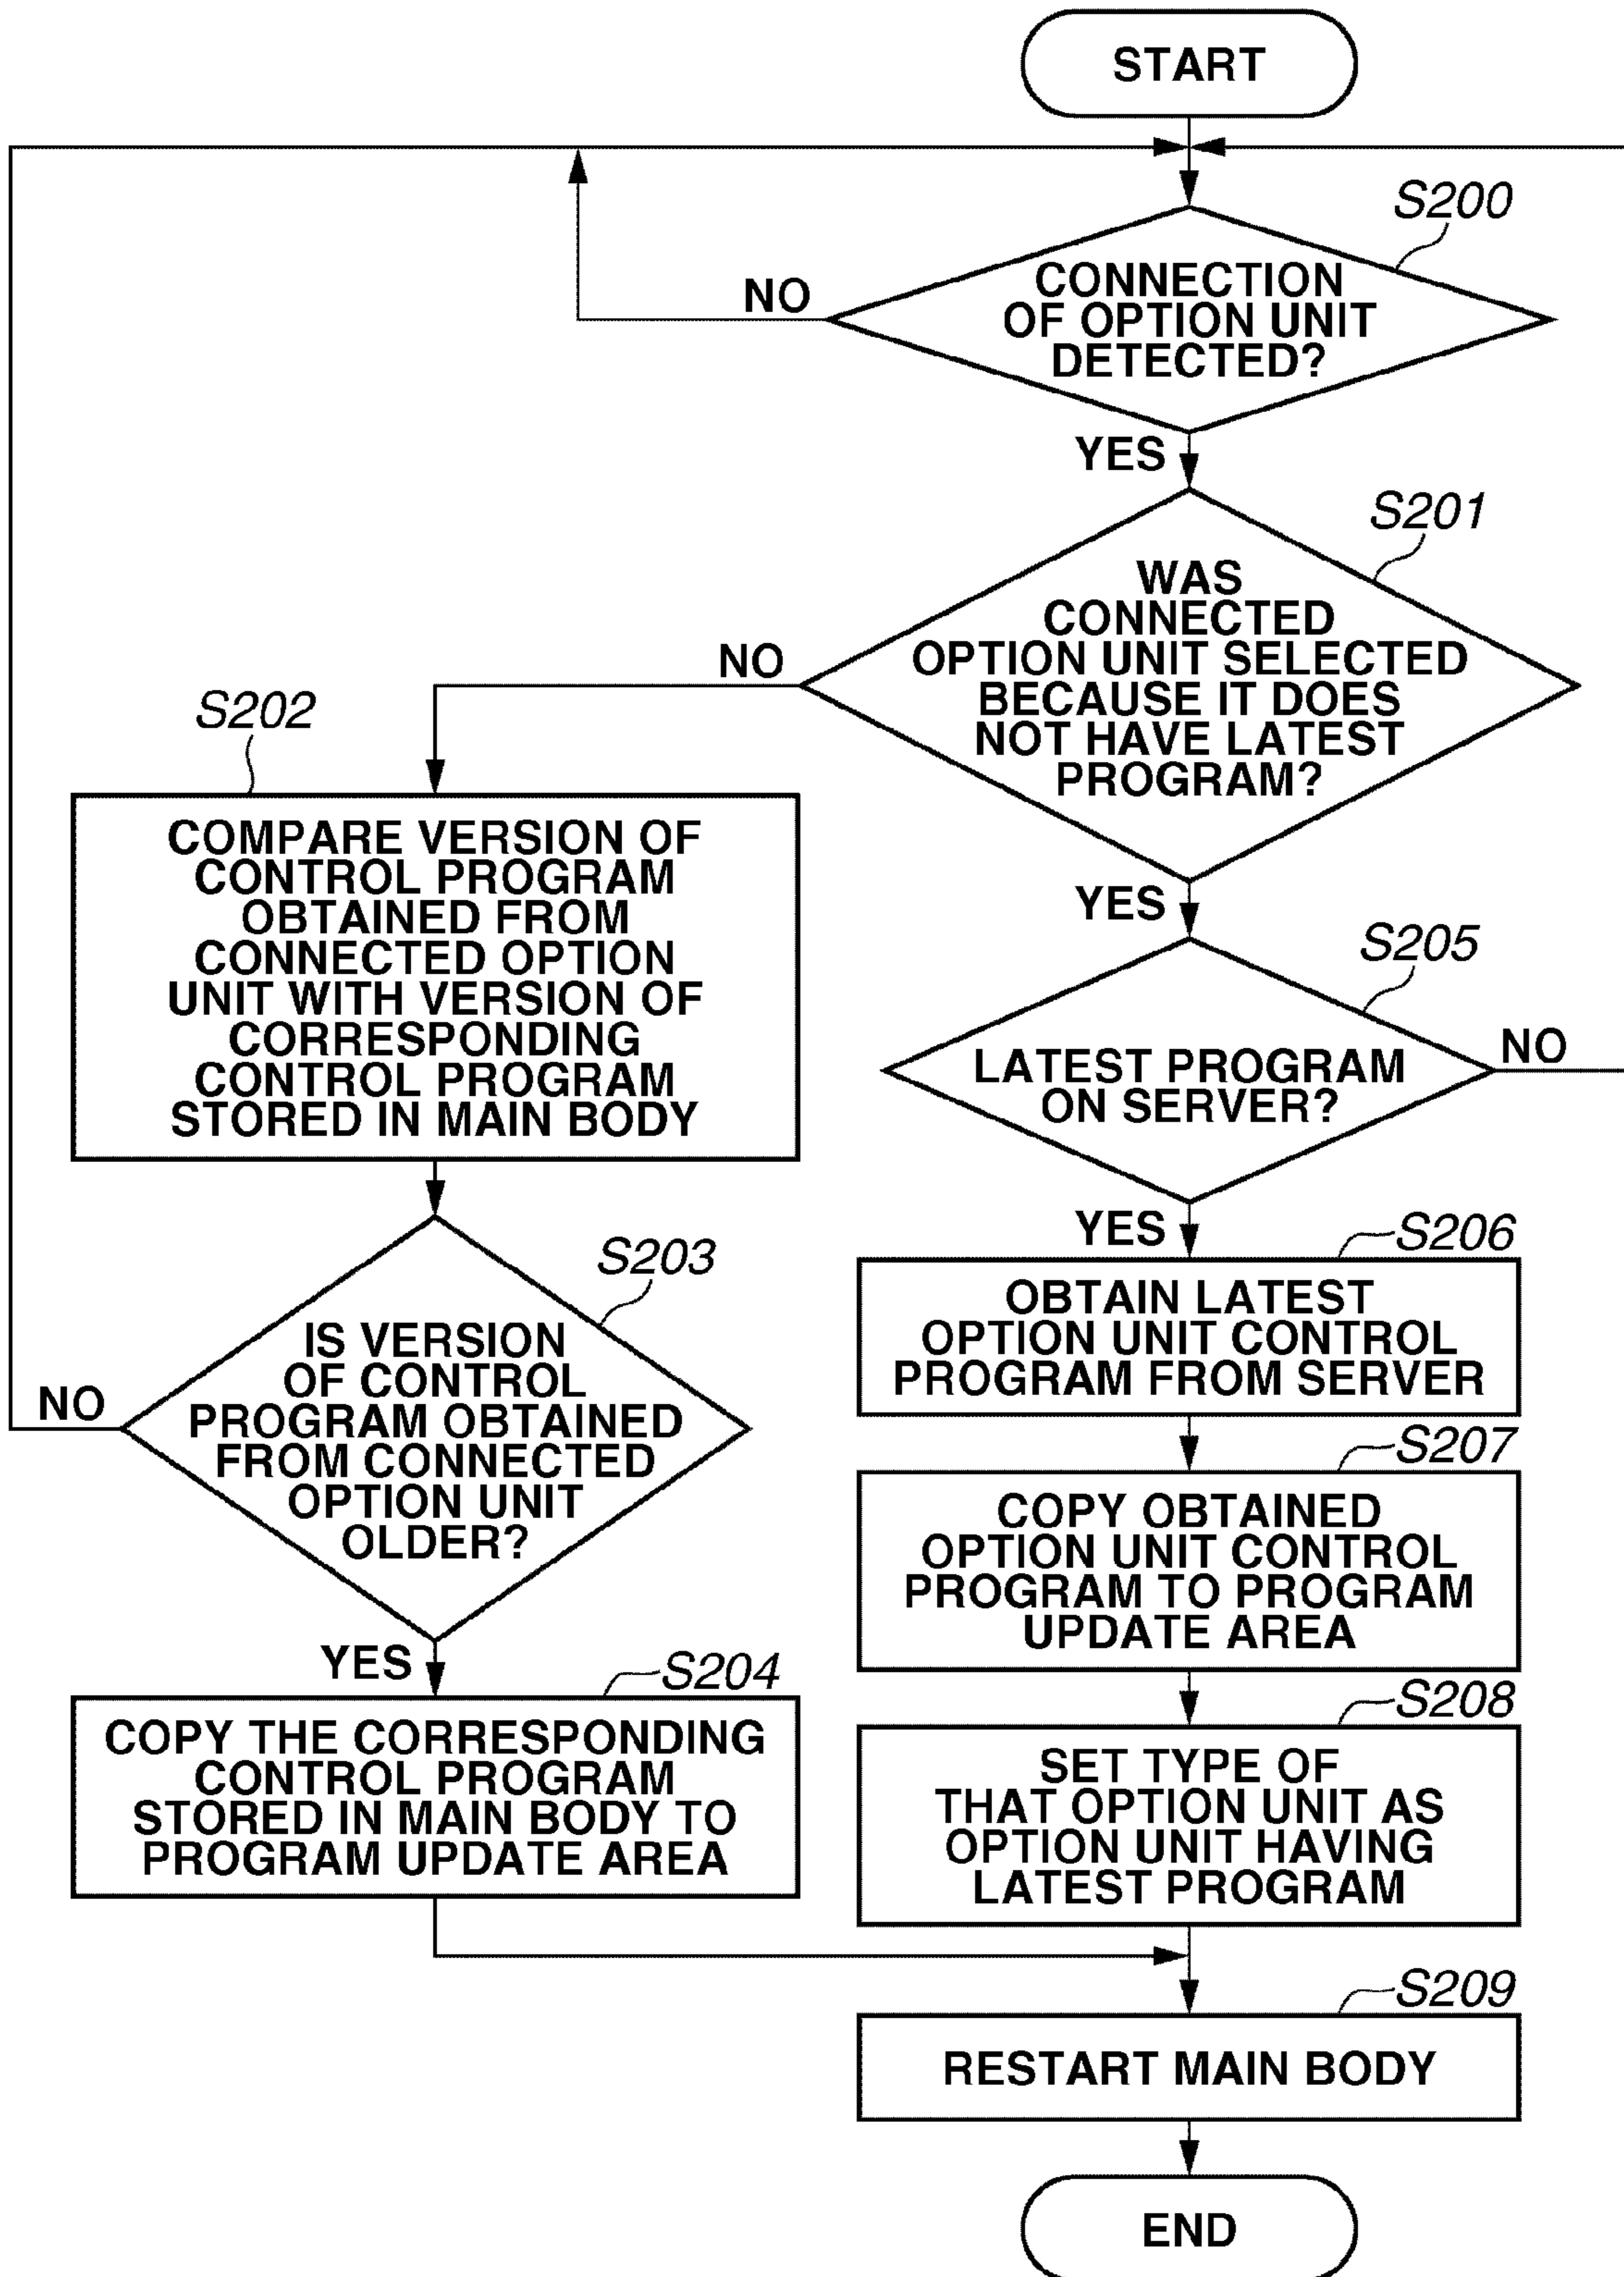 START
S200
CONNECTION
OF OPTION UNIT
DETECTED?
NO
YES
S201
WAS
CONNECTED
OPTION UNIT SELECTED
BECAUSE IT DOES
NOT HAVE LATEST
PROGRAM?
NO
YES
S202
COMPARE VERSION OF
CONTROL PROGRAM
OBTAINED FROM
CONNECTED OPTION
UNIT WITH VERSION OF
CORRESPONDING
CONTROL PROGRAM
STORED IN MAIN BODY
S203
IS VERSION
OF CONTROL
PROGRAM OBTAINED
FROM CONNECTED
OPTION UNIT
OLDER?
NO
YES
S204
COPY THE CORRESPONDING
CONTROL PROGRAM
STORED IN MAIN BODY TO
PROGRAM UPDATE AREA
S205
LATEST PROGRAM
ON SERVER?
NO
YES
S206
OBTAIN LATEST
OPTION UNIT CONTROL
PROGRAM FROM SERVER
S207
COPY OBTAINED
OPTION UNIT CONTROL
PROGRAM TO PROGRAM
UPDATE AREA
S208
SET TYPE OF
THAT OPTION UNIT AS
OPTION UNIT HAVING
LATEST PROGRAM
S209
RESTART MAIN BODY
END